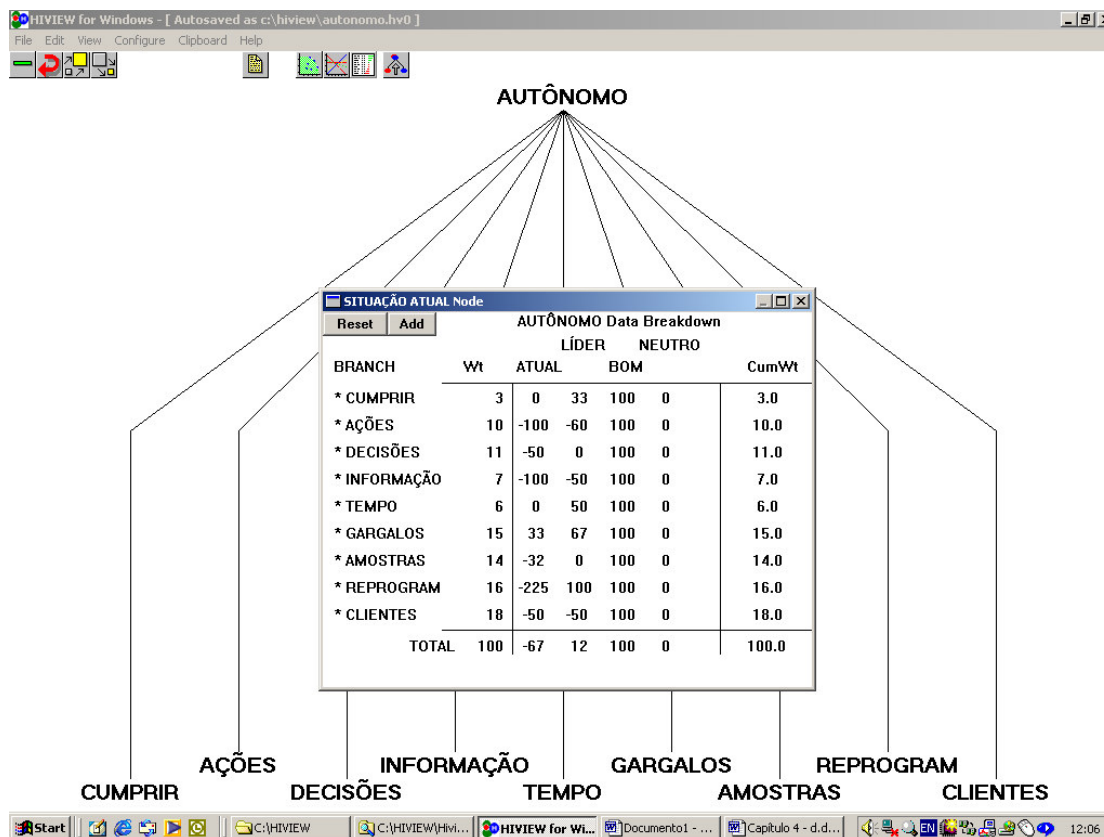 HIVIEW for Windows - [ Autosaved as c:\hiview\autonomo.hv0 ]
File Edit View Configure Clipboard Help
AUTÔNOMO
SITUAÇÃO ATUAL Node
Reset Add AUTÔNOMO Data Breakdown
LÍDER NEUTRO
BRANCH Wt ATUAL BOM CumWt
* CUMPRIR 3 0 33 100 0 3.0
* AÇÕES 10 -100 -60 100 0 10.0
* DECISÕES 11 -50 0 100 0 11.0
* INFORMAÇÃO 7 -100 -50 100 0 7.0
* TEMPO 6 0 50 100 0 6.0
* GARGALOS 15 33 67 100 0 15.0
* AMOSTRAS 14 -32 0 100 0 14.0
* REPROGRAM 16 -225 100 100 0 16.0
* CLIENTES 18 -50 -50 100 0 18.0
TOTAL 100 -67 12 100 0 100.0
AÇÕES INFORMAÇÃO GARGALOS REPROGRAM
CUMPRIR DECISÕES TEMPO AMOSTRAS CLIENTES
Start C:\HIVIEW C:\HIVIEW\Hivi... HIVIEW for Wi... Documento1 - ... Capítulo 4 - d.d... EN 12:06